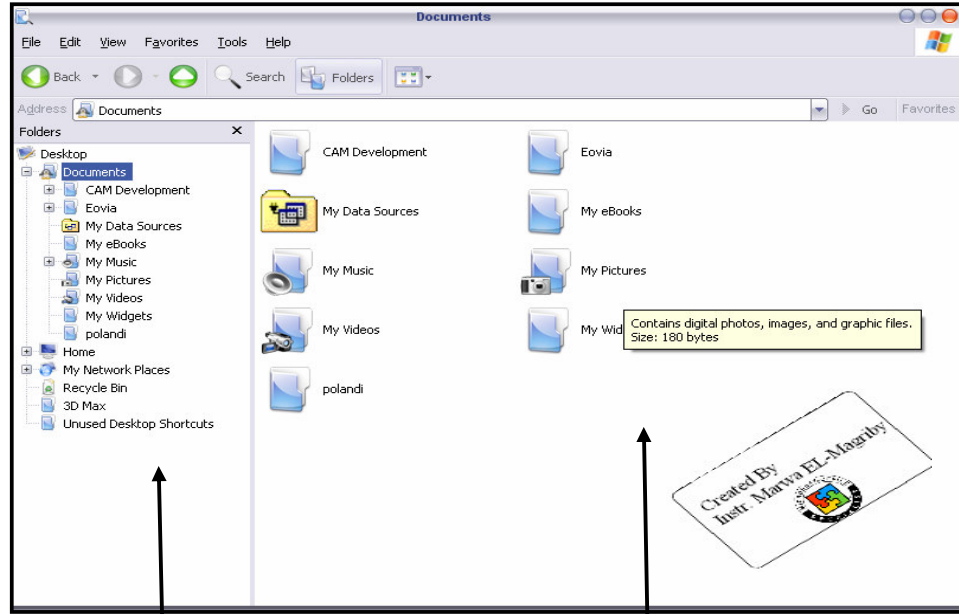 Documents
File Edit View Favorites Tools Help
Back Search Folders
Address Documents Go Favorites
Folders
Desktop
Documents
CAM Development
Eovia
My Data Sources
My eBooks
My Music
My Pictures
My Videos
My Widgets
polandi
Home
My Network Places
Recycle Bin
3D Max
Unused Desktop Shortcuts
CAM Development Eovia
My Data Sources My eBooks
My Music My Pictures
My Videos My Wid
Contains digital photos, images, and graphic files.
Size: 180 bytes
polandi
Created By
Instr. Marwa EL-Magriby